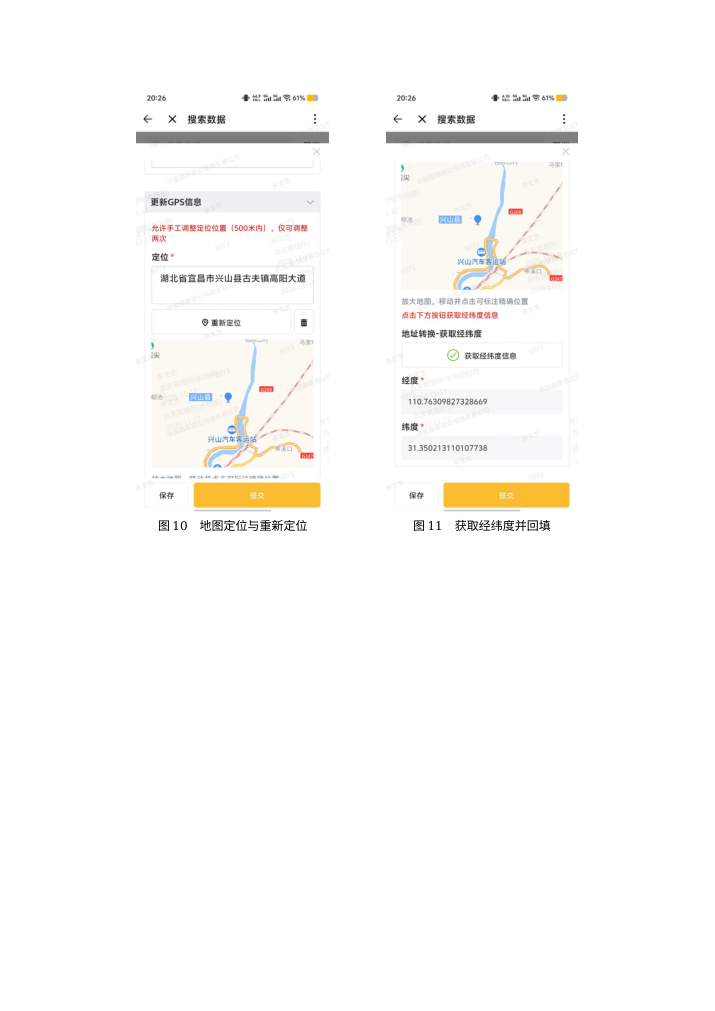 20:26
61%
搜索数据
更新GPS信息
允许手工调整定位位置（500米内），仅可调整
两次
定位*
湖北省宜昌市兴山县古夫镇高阳大道
重新定位
兴山县
G209
兴山汽车客运站
G347
保存
提交
图 10 地图定位与重新定位
20:26
61%
搜索数据
兴山县
G209
兴山汽车客运站
G347
放大地图，移动并点击可标注精确位置
点击下方按钮获取经纬度信息
地址转换-获取经纬度
获取经纬度信息
经度*
110.76309827328669
纬度*
31.350213110107738
保存
提交
图 11 获取经纬度并回填